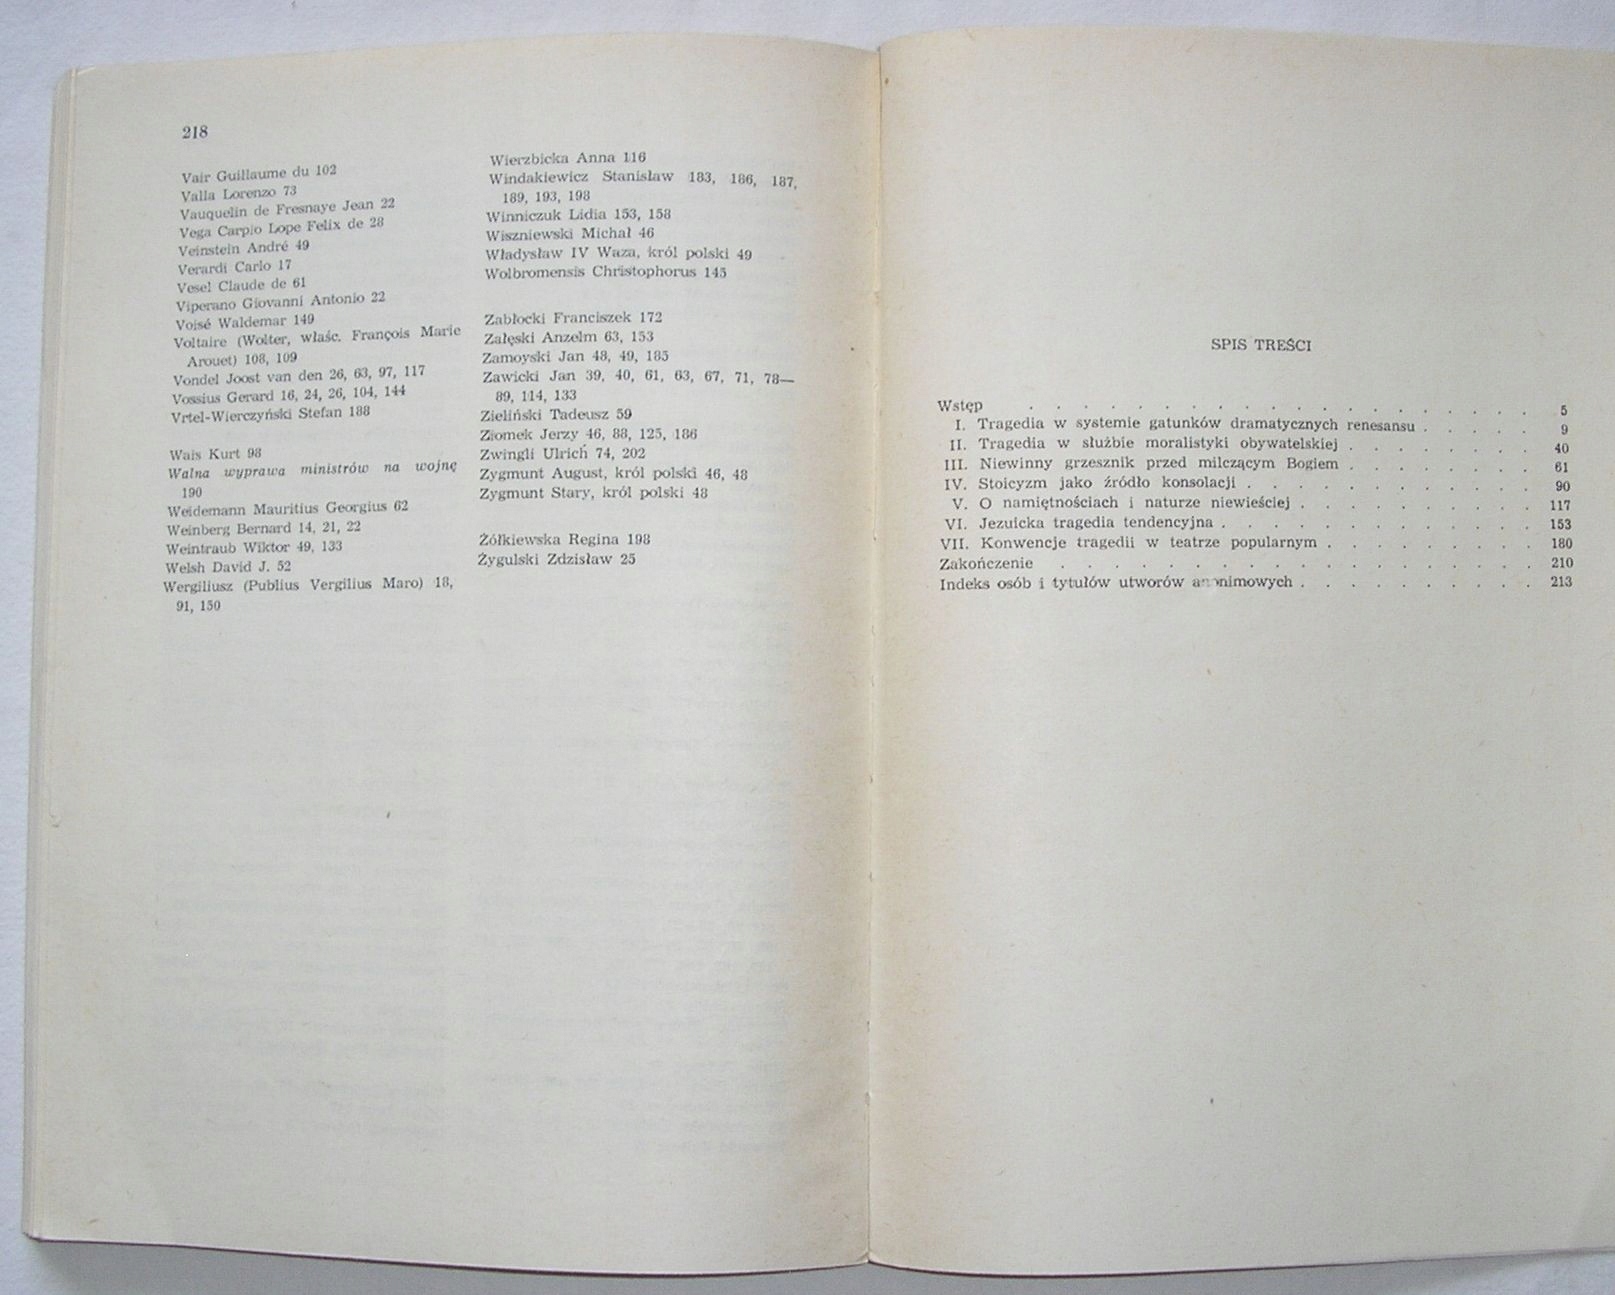 218
Vair Guillaume du 102
Valla Lorenzo 73
Vauquelin de Fresnaye Jean 22
Vega Carpio Lope Felix de 28
Veinstein André 49
Verardi Carlo 17
Vesel Claude de 61
Viperano Giovanni Antonio 22
Voisé Waldemar 149
Voltaire (Wolter, właśc. François Marie
Arouet) 108, 109
Vondel Joost van den 26, 63, 97, 117
Vossius Gerard 16, 24, 26, 104, 144
Vrtel-Wierczyński Stefan 188
Wais Kurt 98
Walna wyprawa ministrów na wojnę
190
Weidemann Mauritius Georgius 62
Weinberg Bernard 14, 21, 22
Weintraub Wiktor 49, 133
Welsh David J. 52
Wergiliusz (Publius Vergilius Maro) 18,
91, 150
Wierzbicka Anna 116
Windakiewicz Stanisław 183, 186, 187,
189, 193, 198
Winniczuk Lidia 153, 158
Wiszniewski Michał 46
Władysław IV Waza, król polski 49
Wolbromensis Christophorus 145
Zabłocki Franciszek 172
Załęski Anzelm 63, 153
Zamoyski Jan 48, 49, 185
Zawicki Jan 39, 40, 61, 63, 67, 71, 78—
89, 114, 133
Zieliński Tadeusz 59
Ziomek Jerzy 46, 88, 125, 186
Zwingli Ulrich 74, 202
Zygmunt August, król polski 46, 48
Zygmunt Stary, król polski 48
Żółkiewska Regina 198
Żygulski Zdzisław 25
SPIS TREŚCI
Wstęp . . . . . . . . . . . . . . . . . . . . 5
I. Tragedia w systemie gatunków dramatycznych renesansu . . . . . 9
II. Tragedia w służbie moralistyki obywatelskiej . . . . . . . . 40
III. Niewinny grzesznik przed milczącym Bogiem . . . . . . . . 61
IV. Stoicyzm jako źródło konsolacji . . . . . . . . . . . . 90
V. O namiętnościach i naturze niewieściej . . . . . . . . . . 117
VI. Jezuicka tragedia tendencyjna . . . . . . . . . . . . . 153
VII. Konwencje tragedii w teatrze popularnym . . . . . . . . . 180
Zakończenie . . . . . . . . . . . . . . . . . . . 210
Indeks osób i tytułów utworów anonimowych . . . . . . . . . . 213